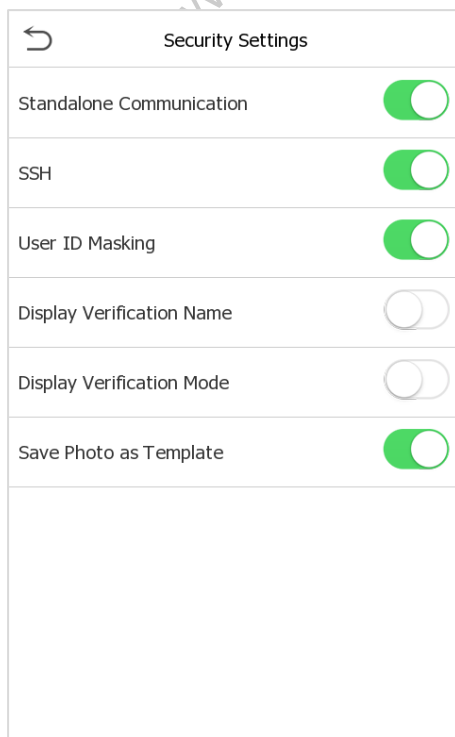 Security Settings
Standalone Communication
SSH
User ID Masking
Display Verification Name
Display Verification Mode
Save Photo as Template